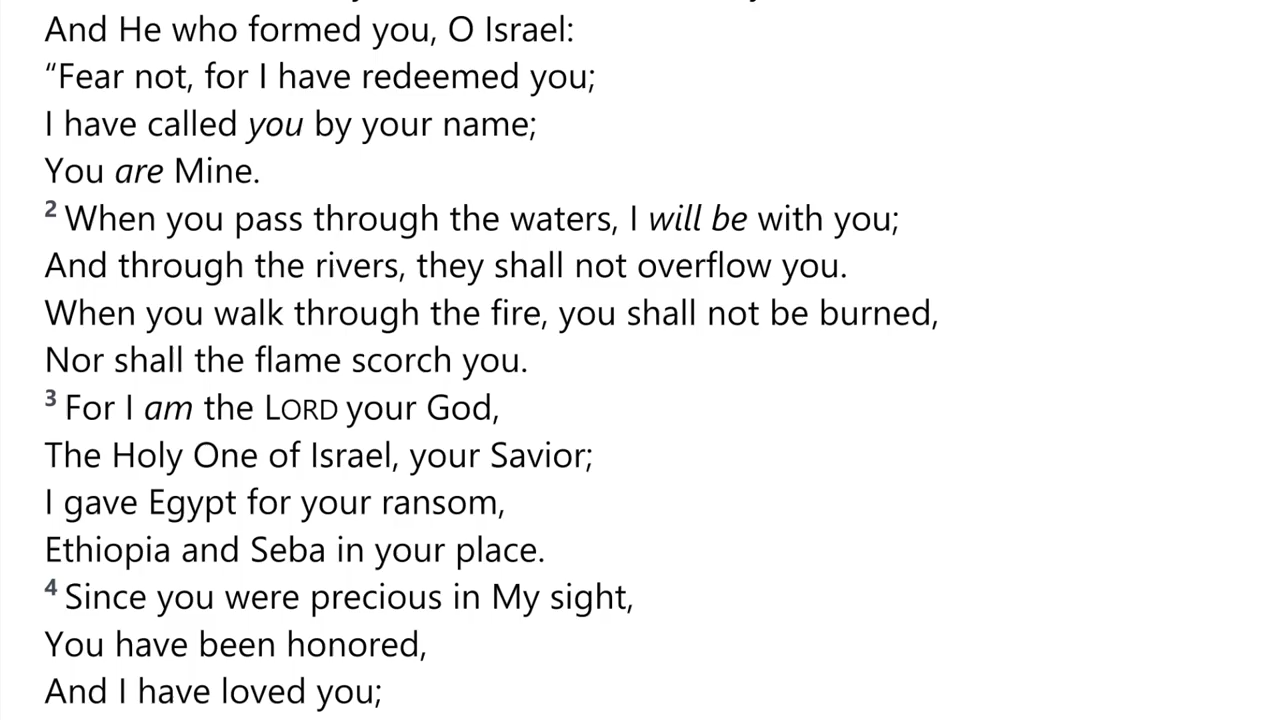 And He who formed you, O Israel:
“Fear not, for I have redeemed you;
I have called you by your name;
You are Mine.
2 When you pass through the waters, I will be with you;
And through the rivers, they shall not overflow you.
When you walk through the fire, you shall not be burned,
Nor shall the flame scorch you.
3 For I am the LORD your God,
The Holy One of Israel, your Savior;
I gave Egypt for your ransom,
Ethiopia and Seba in your place.
4 Since you were precious in My sight,
You have been honored,
And I have loved you;